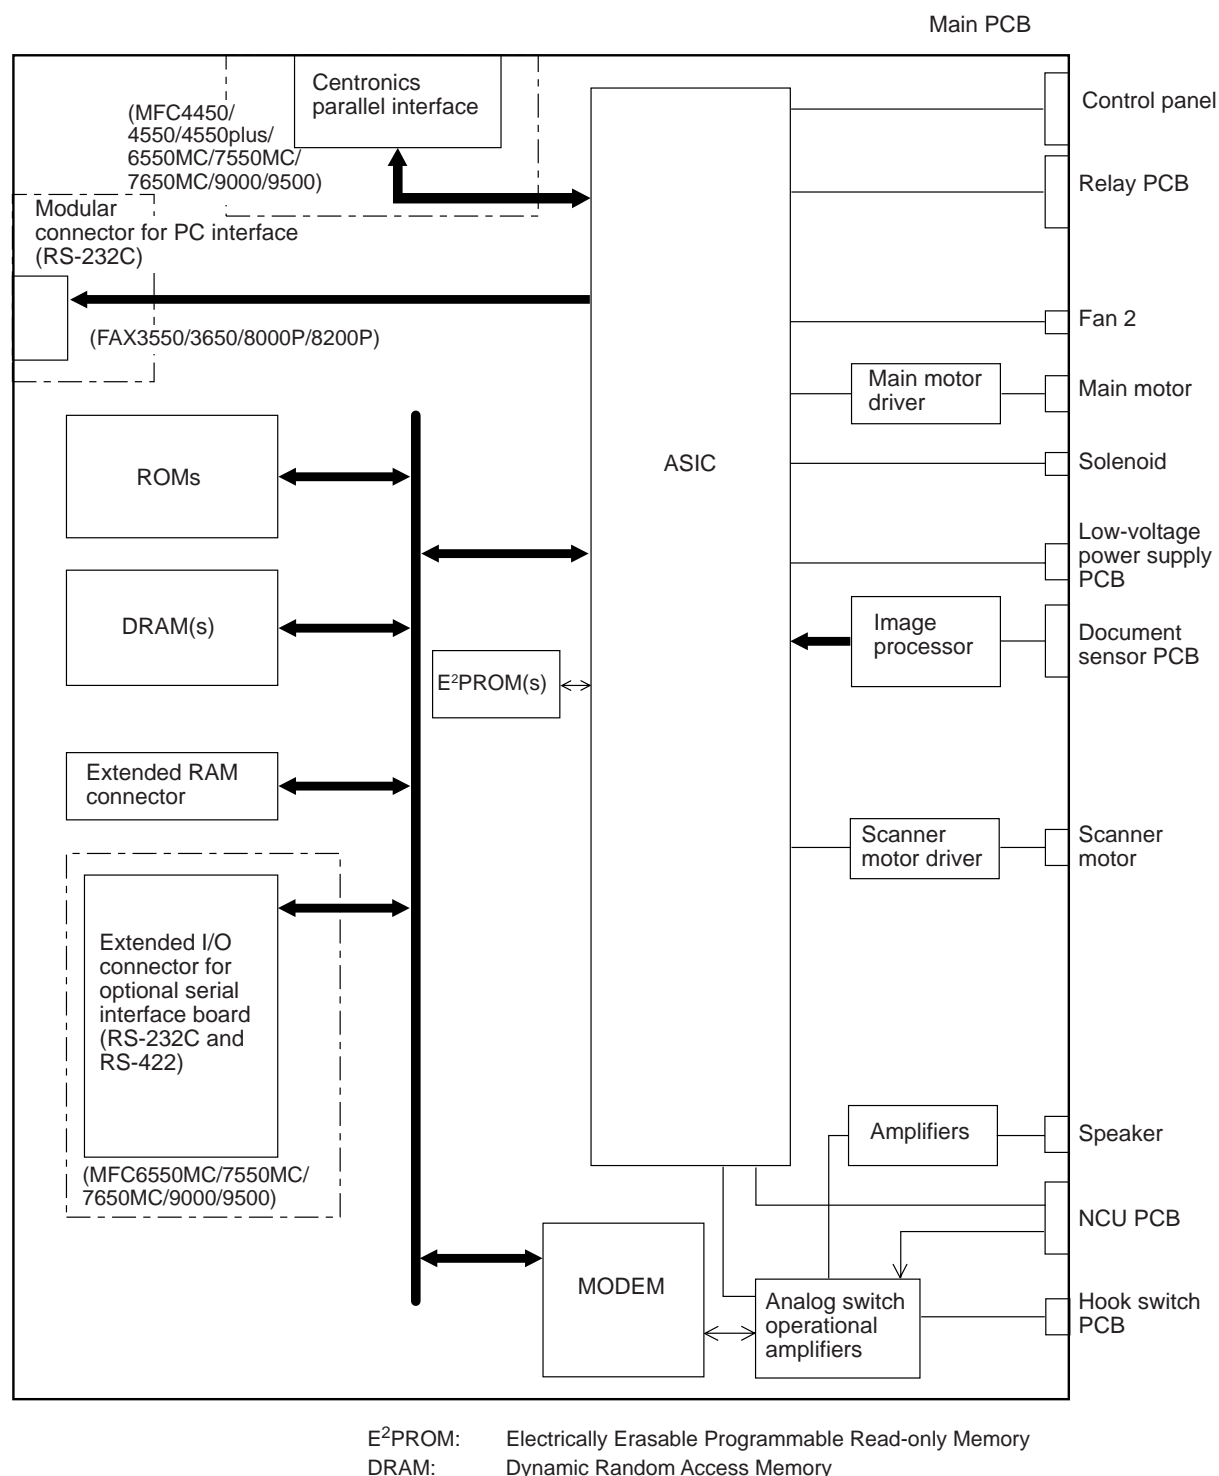 Main PCB
Centronics
parallel interface
(MFC4450/
4550/4550plus/
6550MC/7550MC/
7650MC/9000/9500)
Control panel
Relay PCB
Modular
connector for PC interface
(RS-232C)
(FAX3550/3650/8000P/8200P)
Fan 2
Main motor
driver
Main motor
ROMs
ASIC
Solenoid
Low-voltage
power supply
PCB
DRAM(s)
Image
processor
Document
sensor PCB
E²PROM(s)
Extended RAM
connector
Scanner
motor driver
Scanner
motor
Extended I/O
connector for
optional serial
interface board
(RS-232C and
RS-422)
(MFC6550MC/7550MC/
7650MC/9000/9500)
Amplifiers
Speaker
NCU PCB
MODEM
Analog switch
operational
amplifiers
Hook switch
PCB
E²PROM: Electrically Erasable Programmable Read-only Memory
DRAM: Dynamic Random Access Memory